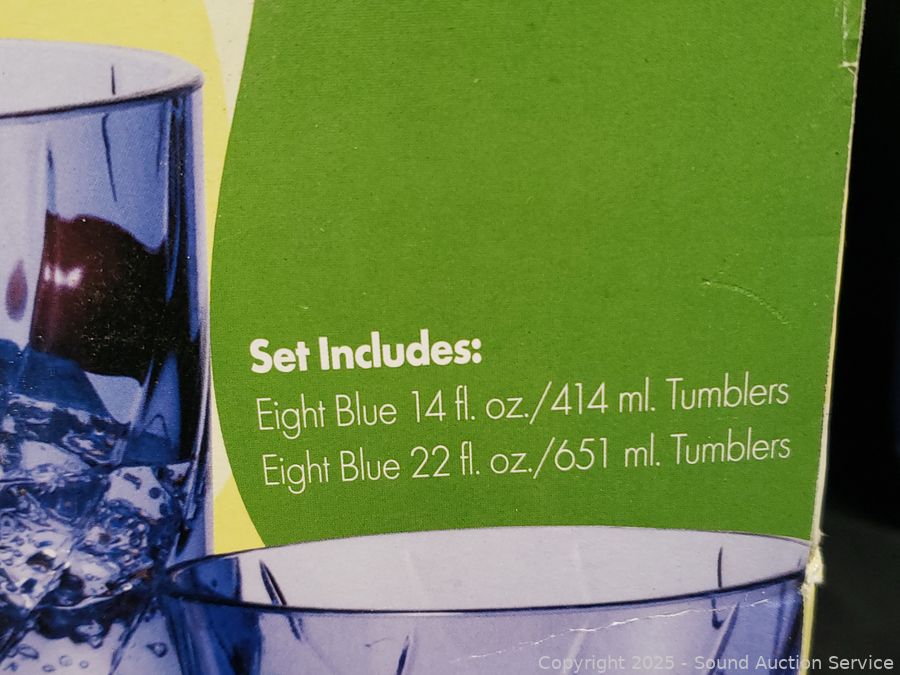 Set Includes:
Eight Blue 14 fl. oz./414 ml. Tumblers
Eight Blue 22 fl. oz./651 ml. Tumblers
Copyright 2025 - Sound Auction Service